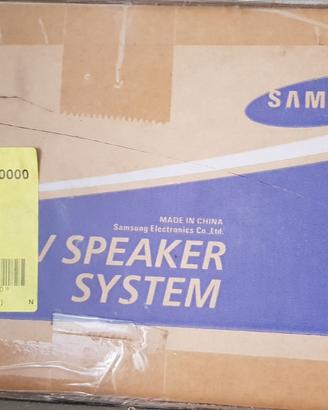 SAM
0000
MADE IN CHINA
Samsung Electronics Co.,Ltd.
SPEAKER
SYSTEM
N